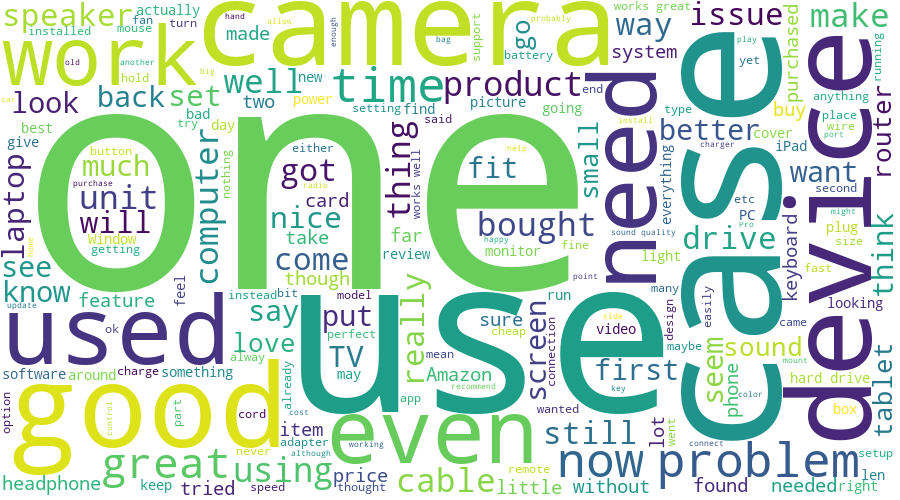 one
use
case
camera
good
device
used
need
work
even
problem
time
product
great
now
using
well
cable
still
drive
better
issue
make
speaker
look
back
set
much
unit
will
got
nice
come
card
take
though
thing
fit
bought
small
way
system
go
made
two
new
power
find
setting
picture
going
battery
support
end
said
day
try
bad
best
give
button
purchase
Window
getting
laptop
computer
see
know
feature
feel
say
love
put
TV
may
model
perfect
instead
bit
really
far
review
Amazon
app
recommend
sure
cheap
screen
connection
run
monitor
fine
happy
point
sound quality
light
everything
many
video
first
side
key
design
easily
maybe
seem
phone
sound
color
hard drive
mount
keyboard
came
looking
tablet
think
want
iPad
PC
Pro
etc
charger
cover
type
buy
purchased
router
running
anything
place
wire
port
second
might
plug
size
fast
yet
play
install
help
works well
works great
actually
fan
mouse
turn
hand
allow
enough
probably
bag
installed
old
another
hold
big
car
nothing
either
radio
home
update
ok
charge
software
around
something
alway
already
option
part
control
never
cord
cost
although
item
adapter
working
price
thought
mean
headphone
keep
tried
speed
remote
little
wanted
without
lot
went
found
connect
needed
box
right
len